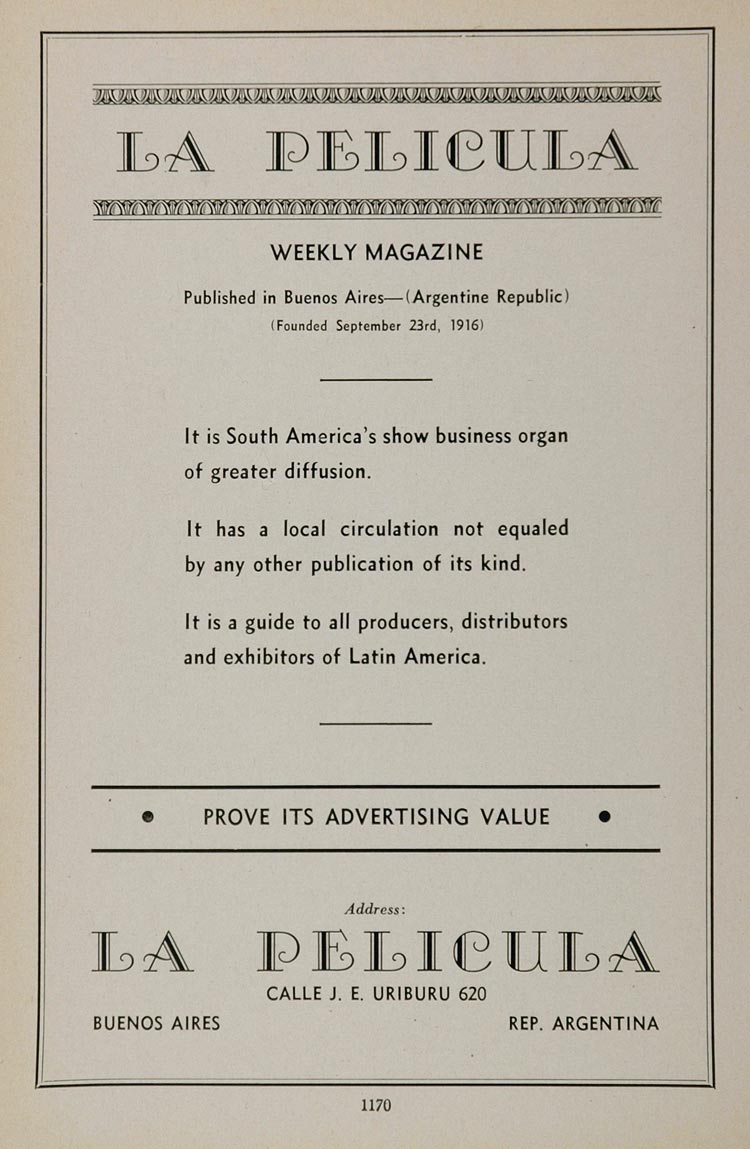 LA PELICULA
WEEKLY MAGAZINE
Published in Buenos Aires—(Argentine Republic)
(Founded September 23rd, 1916)
It is South America's show business organ
of greater diffusion.
It has a local circulation not equaled
by any other publication of its kind.
It is a guide to all producers, distributors
and exhibitors of Latin America.
• PROVE ITS ADVERTISING VALUE •
Address:
LA PELICULA
CALLE J. E. URIBURU 620
BUENOS AIRES REP. ARGENTINA
1170